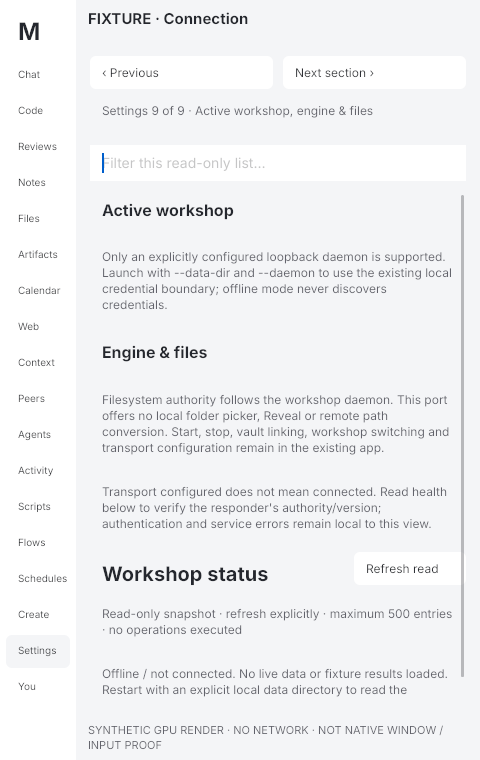 M
Chat
Code
Reviews
Notes
Files
Artifacts
Calendar
Web
Context
Peers
Agents
Activity
Scripts
Flows
Schedules
Create
Settings
You
FIXTURE · Connection
‹ Previous
Next section ›
Settings 9 of 9 · Active workshop, engine & files
Filter this read-only list...
Active workshop
Only an explicitly configured loopback daemon is supported.
Launch with --data-dir and --daemon to use the existing local
credential boundary; offline mode never discovers
credentials.
Engine & files
Filesystem authority follows the workshop daemon. This port
offers no local folder picker, Reveal or remote path
conversion. Start, stop, vault linking, workshop switching and
transport configuration remain in the existing app.
Transport configured does not mean connected. Read health
below to verify the responder's authority/version;
authentication and service errors remain local to this view.
Workshop status
Refresh read
Read-only snapshot · refresh explicitly · maximum 500 entries
· no operations executed
Offline / not connected. No live data or fixture results loaded.
Restart with an explicit local data directory to read the
SYNTHETIC GPU RENDER · NO NETWORK · NOT NATIVE WINDOW /
INPUT PROOF